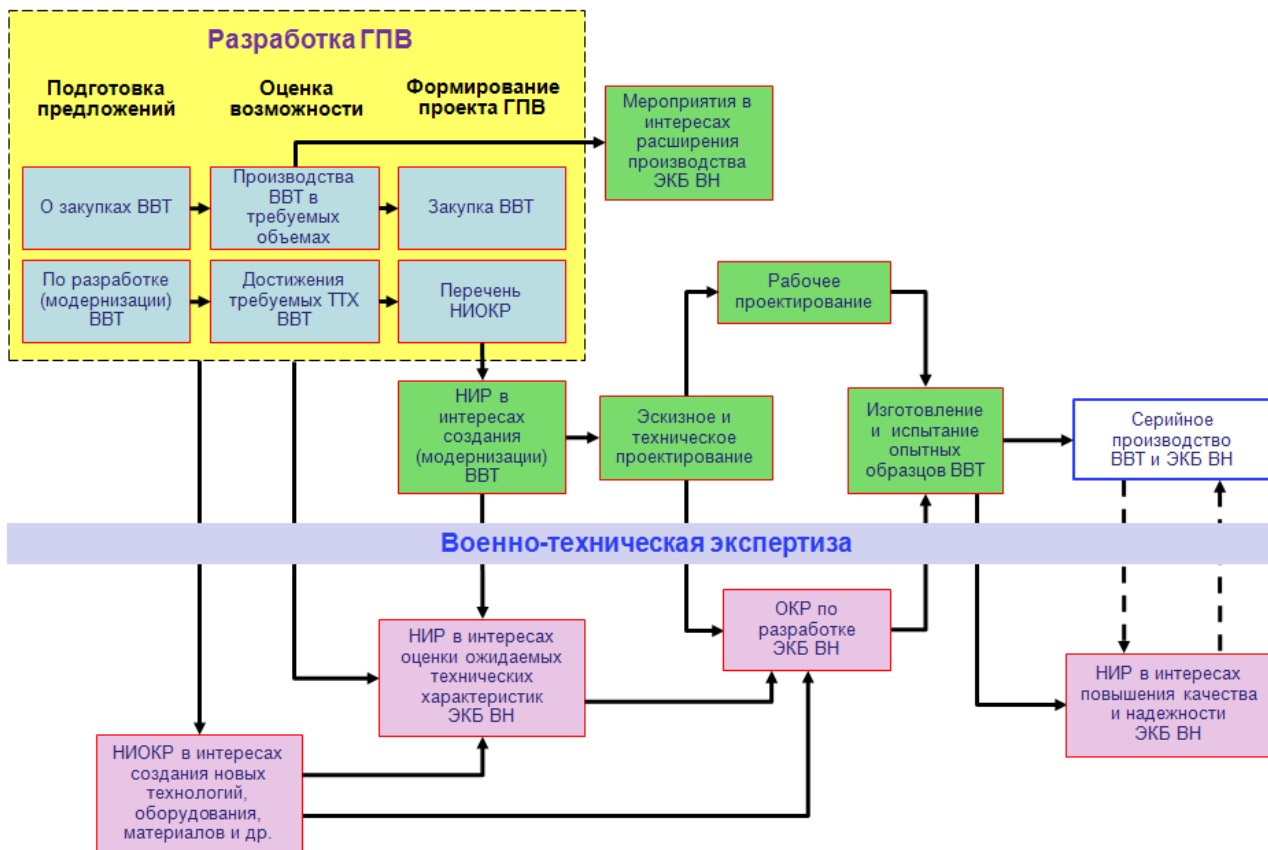 Разработка ГПВ
Подготовка
предложений
Оценка
возможности
Формирование
проекта ГПВ
Мероприятия в
интересах
расширения
производства
ЭКБ ВН
О закупках ВВТ
Производства
ВВТ в
требуемых
объемах
Закупка ВВТ
По разработке
(модернизации)
ВВТ
Достижения
требуемых ТТХ
ВВТ
Перечень
НИОКР
Рабочее
проектирование
НИР в
интересах
создания
(модернизации)
ВВТ
Эскизное и
техническое
проектирование
Изготовление
и испытание
опытных
образцов ВВТ
Серийное
производство
ВВТ и ЭКБ ВН
Военно-техническая экспертиза
НИР в интересах
оценки ожидаемых
технических
характеристик
ЭКБ ВН
ОКР по
разработке
ЭКБ ВН
НИР в интересах
повышения качества
и надежности
ЭКБ ВН
НИОКР в интересах
создания новых
технологий,
оборудования,
материалов и др.